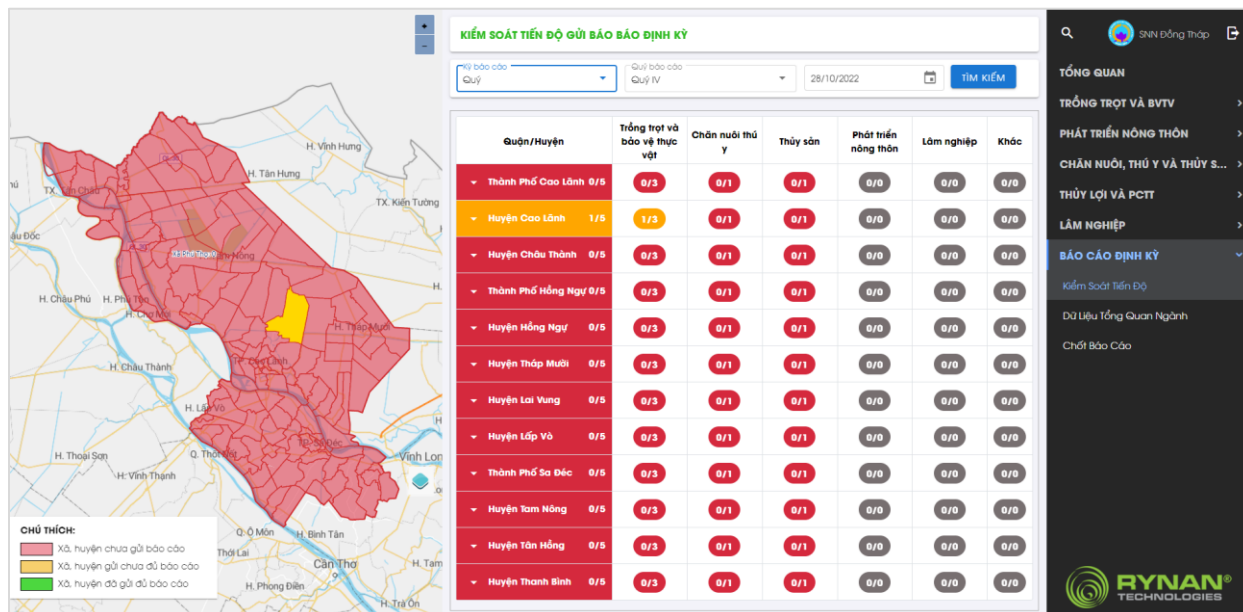 +
-
H. Vĩnh Hưng
H. Tân Hưng
TX. Tân Châu
TX. Kiến Tường
H. Châu Phú
H. Chợ Mới
H. Tháp Mười
H. Châu Thành
H. Lấp Vò
H. Thoại Sơn
Q. Thốt Nốt
H. Vĩnh Thạnh
Q. Ô Môn
H. Bình Tân
Thới Lai
Cần Thơ
H. Phong Điền
H. Trà Ôn
CHÚ THÍCH:
Xã, huyện chưa gửi báo cáo
Xã, huyện gửi chưa đủ báo cáo
Xã, huyện đã gửi đủ báo cáo
KIỂM SOÁT TIẾN ĐỘ GỬI BÁO BÁO ĐỊNH KỲ
Kỳ báo cáo
Quý
Quý báo cáo
Quý IV
28/10/2022
TÌM KIẾM
Quận/Huyện
Trồng trọt và bảo vệ thực vật
Chăn nuôi thú y
Thủy sản
Phát triển nông thôn
Lâm nghiệp
Khác
Thành Phố Cao Lãnh 0/5 0/3 0/1 0/1 0/0 0/0 0/0
Huyện Cao Lãnh 1/5 1/3 0/1 0/1 0/0 0/0 0/0
Huyện Châu Thành 0/5 0/3 0/1 0/1 0/0 0/0 0/0
Thành Phố Hồng Ngự 0/5 0/3 0/1 0/1 0/0 0/0 0/0
Huyện Hồng Ngự 0/5 0/3 0/1 0/1 0/0 0/0 0/0
Huyện Tháp Mười 0/5 0/3 0/1 0/1 0/0 0/0 0/0
Huyện Lai Vung 0/5 0/3 0/1 0/1 0/0 0/0 0/0
Huyện Lấp Vò 0/5 0/3 0/1 0/1 0/0 0/0 0/0
Thành Phố Sa Đéc 0/5 0/3 0/1 0/1 0/0 0/0 0/0
Huyện Tam Nông 0/5 0/3 0/1 0/1 0/0 0/0 0/0
Huyện Tân Hồng 0/5 0/3 0/1 0/1 0/0 0/0 0/0
Huyện Thanh Bình 0/5 0/3 0/1 0/1 0/0 0/0 0/0
SNN Đồng Tháp
TỔNG QUAN
TRỒNG TRỌT VÀ BVTV
PHÁT TRIỂN NÔNG THÔN
CHĂN NUÔI, THÚ Y VÀ THỦY S...
THỦY LỢI VÀ PCTT
LÂM NGHIỆP
BÁO CÁO ĐỊNH KỲ
Kiểm Soát Tiến Độ
Dữ Liệu Tổng Quan Ngành
Chốt Báo Cáo
RYNAN®
TECHNOLOGIES